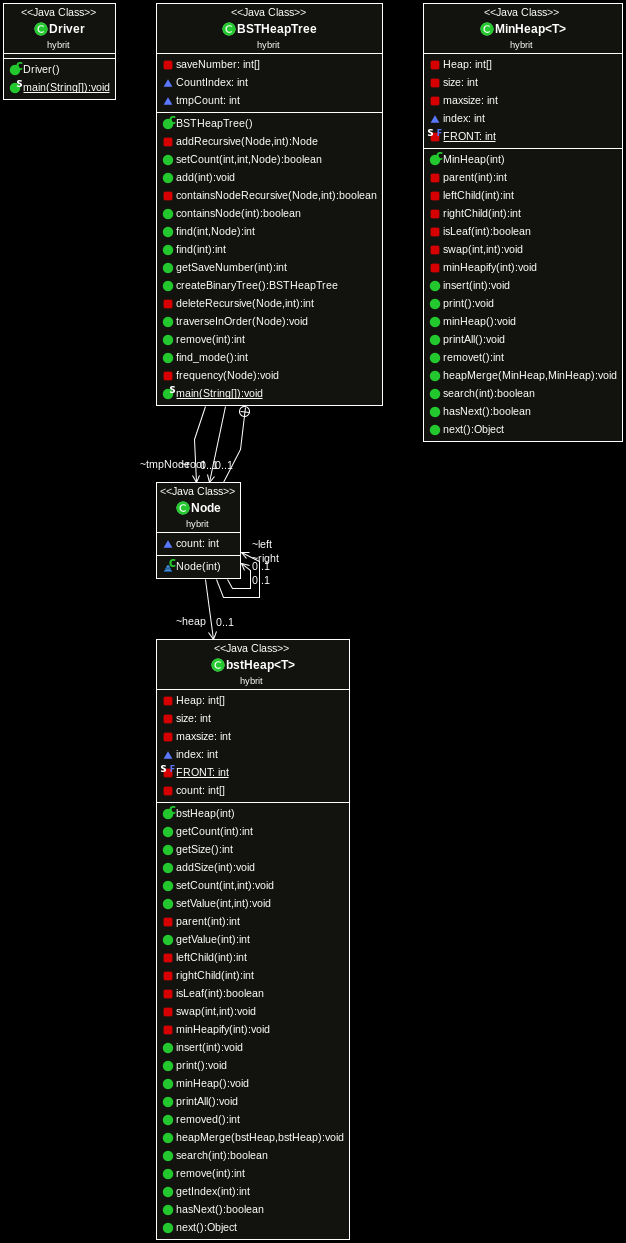 <<Java Class>>
Driver
hybrit
Driver()
main(String[]):void
<<Java Class>>
BSTHeapTree
hybrit
saveNumber: int[]
CountIndex: int
tmpCount: int
BSTHeapTree()
addRecursive(Node,int):Node
setCount(int,int,Node):boolean
add(int):void
containsNodeRecursive(Node,int):boolean
containsNode(int):boolean
find(int,Node):int
find(int):int
getSaveNumber(int):int
createBinaryTree():BSTHeapTree
deleteRecursive(Node,int):int
traverseInOrder(Node):void
remove(int):int
find_mode():int
frequency(Node):void
main(String[]):void
<<Java Class>>
MinHeap<T>
hybrit
Heap: int[]
size: int
maxsize: int
index: int
FRONT: int
MinHeap(int)
parent(int):int
leftChild(int):int
rightChild(int):int
isLeaf(int):boolean
swap(int,int):void
minHeapify(int):void
insert(int):void
print():void
minHeap():void
printAll():void
removet():int
heapMerge(MinHeap,MinHeap):void
search(int):boolean
hasNext():boolean
next():Object
~tmpNode
~root
0..1
0..1
<<Java Class>>
Node
hybrit
count: int
Node(int)
~left
~right
0..1
0..1
~heap
0..1
<<Java Class>>
bstHeap<T>
hybrit
Heap: int[]
size: int
maxsize: int
index: int
FRONT: int
count: int[]
bstHeap(int)
getCount(int):int
getSize():int
addSize(int):void
setCount(int,int):void
setValue(int,int):void
parent(int):int
getValue(int):int
leftChild(int):int
rightChild(int):int
isLeaf(int):boolean
swap(int,int):void
minHeapify(int):void
insert(int):void
print():void
minHeap():void
printAll():void
removed():int
heapMerge(bstHeap,bstHeap):void
search(int):boolean
remove(int):int
getIndex(int):int
hasNext():boolean
next():Object